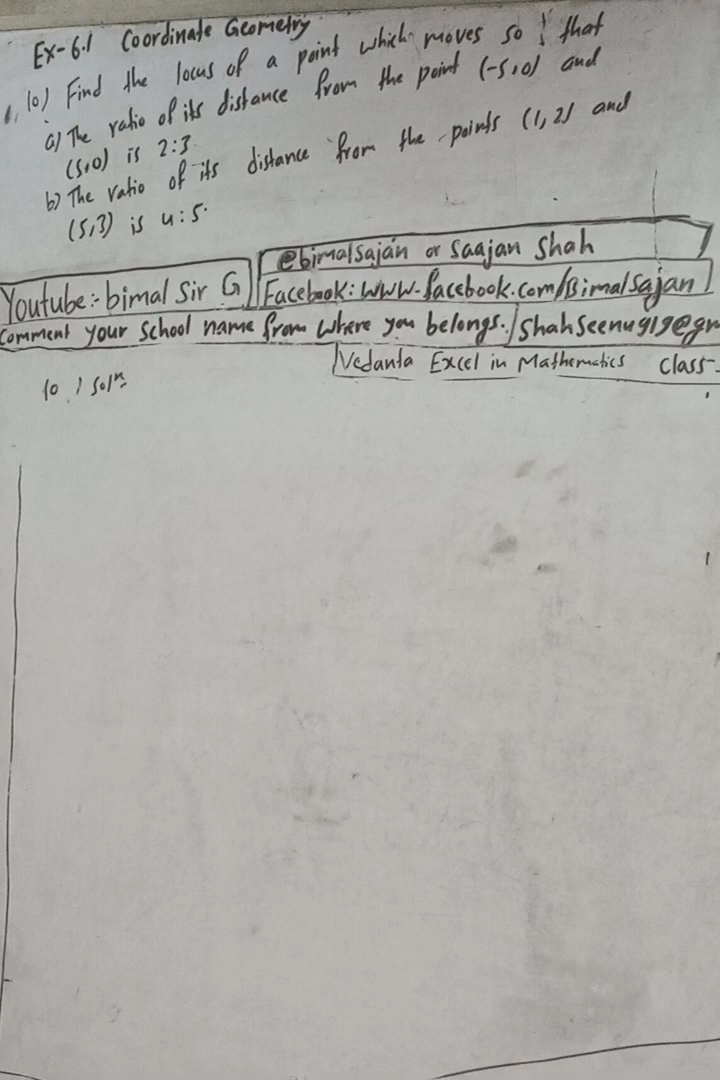 Ex-6.1 Coordinate Geometry
10) Find the locus of a point which moves so that
a) The ratio of its distance from the point (-5,0) and
(5,0) is 2:3.
b) The ratio of its distance from the points (1,2) and
(5,3) is 4:5.
@bimalsajan or saajan shah
Youtube:- bimal Sir G
Facebook: www.facebook.com/Bimalsajan
Comment your School name from where you belongs.
shahseenu919@gm
Vedanta Excel in Mathematics Class-
10 ) solⁿ